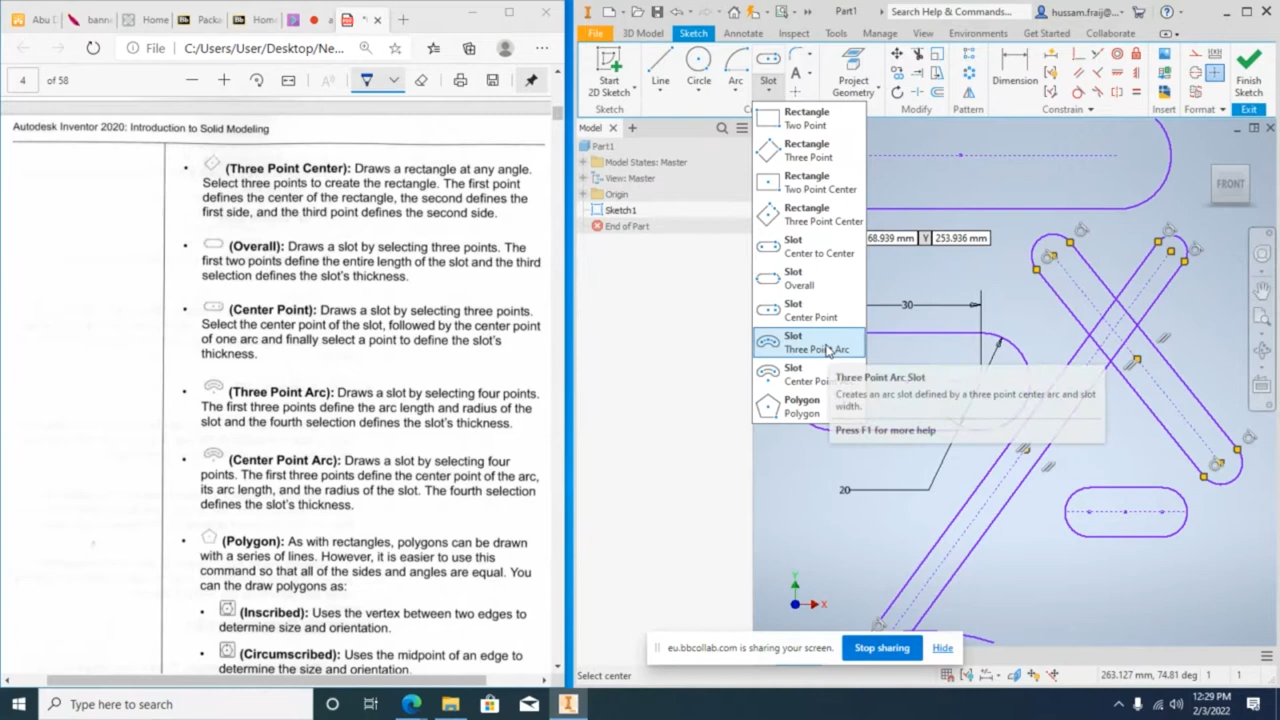 Abu D
bann
Home
Packa
Home
File
C:/Users/User/Desktop/Ne...
4
of 58
Autodesk Inventor 2020: Introduction to Solid Modeling
• (Three Point Center): Draws a rectangle at any angle.
Select three points to create the rectangle. The first point
defines the center of the rectangle, the second defines the
first side, and the third point defines the second side.
• (Overall): Draws a slot by selecting three points. The
first two points define the entire length of the slot and the third
selection defines the slot's thickness.
• (Center Point): Draws a slot by selecting three points.
Select the center point of the slot, followed by the center point
of one arc and finally select a point to define the slot's
thickness.
• (Three Point Arc): Draws a slot by selecting four points.
The first three points define the arc length and radius of the
slot and the fourth selection defines the slot's thickness.
• (Center Point Arc): Draws a slot by selecting four
points. The first three points define the center point of the arc,
its arc length, and the radius of the slot. The fourth selection
defines the slot's thickness.
• (Polygon): As with rectangles, polygons can be drawn
with a series of lines. However, it is easier to use this
command so that all of the sides and angles are equal. You
can the draw polygons as:
• (Inscribed): Uses the vertex between two edges to
determine size and orientation.
• (Circumscribed): Uses the midpoint of an edge to
determine the size and orientation.
Part1
Search Help & Commands...
hussam.fraij@...
File
3D Model
Sketch
Annotate
Inspect
Tools
Manage
View
Environments
Get Started
Collaborate
Start
2D Sketch
Line
Circle
Arc
Slot
A
Project
Geometry
Dimension
Finish
Sketch
Sketch
Modify
Pattern
Constrain
Insert
Format
Exit
Model
Part1
Model States: Master
View: Master
Origin
Sketch1
End of Part
Rectangle
Two Point
Rectangle
Three Point
Rectangle
Two Point Center
Rectangle
Three Point Center
Slot
Center to Center
Slot
Overall
Slot
Center Point
Slot
Three Point Arc
Slot
Center Po
Polygon
Polygon
Three Point Arc Slot
Creates an arc slot defined by a three point center arc and slot
width.
Press F1 for more help
68.939 mm
Y
253.936 mm
FRONT
30
20
Y
X
eu.bbcollab.com is sharing your screen.
Stop sharing
Hide
Select center
263.127 mm, 74.81 deg
1
1
Type here to search
12:29 PM
2/3/2022